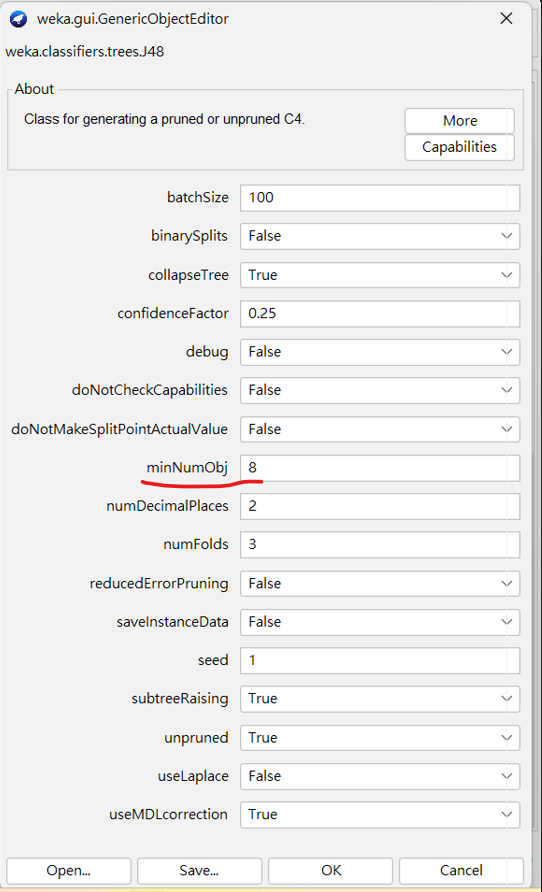 weka.gui.GenericObjectEditor
weka.classifiers.trees.J48
About
Class for generating a pruned or unpruned C4.
More
Capabilities
batchSize 100
binarySplits False
collapseTree True
confidenceFactor 0.25
debug False
doNotCheckCapabilities False
doNotMakeSplitPointActualValue False
minNumObj 8
numDecimalPlaces 2
numFolds 3
reducedErrorPruning False
saveInstanceData False
seed 1
subtreeRaising True
unpruned True
useLaplace False
useMDLcorrection True
Open... Save... OK Cancel